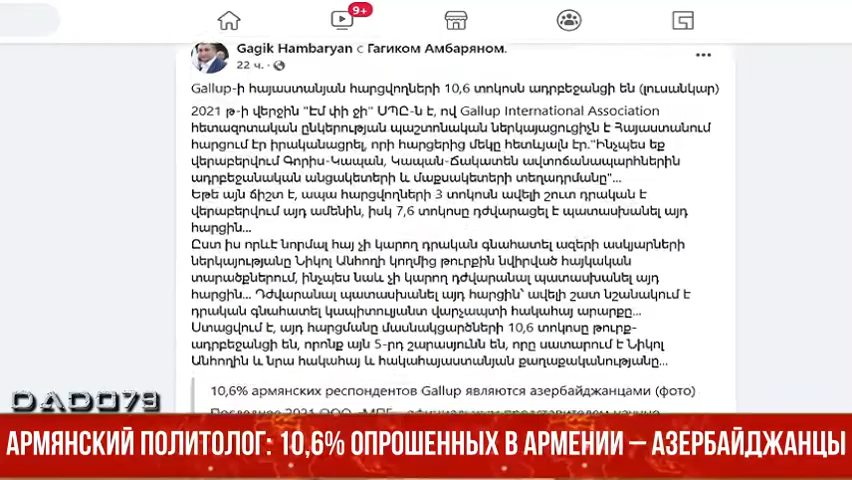 9+
Gagik Hambaryan с Гагиком Амбаряном.
22 ч. ·
Gallup-ի հայաստանյան հարցվողների 10,6 տոկոսն ադրբեջանցի են (լուսանկար)
2021 թ-ի վերջին "Էմ փի ջի" ՍՊԸ-ն է, ով Gallup International Association
հետազոտական ընկերության պաշտոնական ներկայացուցիչն է Հայաստանում
հարցում էր իրականացրել, որի հարցերից մեկը հետևյալն էր."Ինչպես եք
վերաբերվում Գորիս-Կապան, Կապան-Ճակատեն ավտոճանապարհներին
ադրբեջանական անցակետերի և մաքսակետերի տեղադրմանը"...
Եթե այն ճիշտ է, ապա հարցվողների 3 տոկոսն ավելի շուտ դրական է
վերաբերվում այդ ամենին, իսկ 7,6 տոկոսը դժվարացել է պատասխանել այդ
հարցին...
Ըստ իս որևէ նորմալ հայ չի կարող դրական գնահատել ազերի ասկյարների
ներկայությանը Նիկոլ Անհողի կողմից թուրքին նվիրված հայկական
տարածքներում, ինչպես նաև չի կարող դժվարանալ պատասխանել այդ
հարցին... Դժվարանալ պատասխանել այդ հարցին՝ ավելի շատ նշանակում է
դրական գնահատել կապիտուլյանտ վարչապտի հակահայ արարքը...
Ստացվում է, այդ հարցմանը մասնակցածների 10,6 տոկոսը թուրք-
ադրբեջանցի են, որոնք այն 5-րդ շարասյունն են, որը սատարում է Նիկոլ
Անհողին և նրա հակահայ և հակահայաստանյան քաղաքականությանը...
10,6% армянских респондентов Gallup являются азербайджанцами (фото)
DADO73
АРМЯНСКИЙ ПОЛИТОЛОГ: 10,6% ОПРОШЕННЫХ В АРМЕНИИ – АЗЕРБАЙДЖАНЦЫ